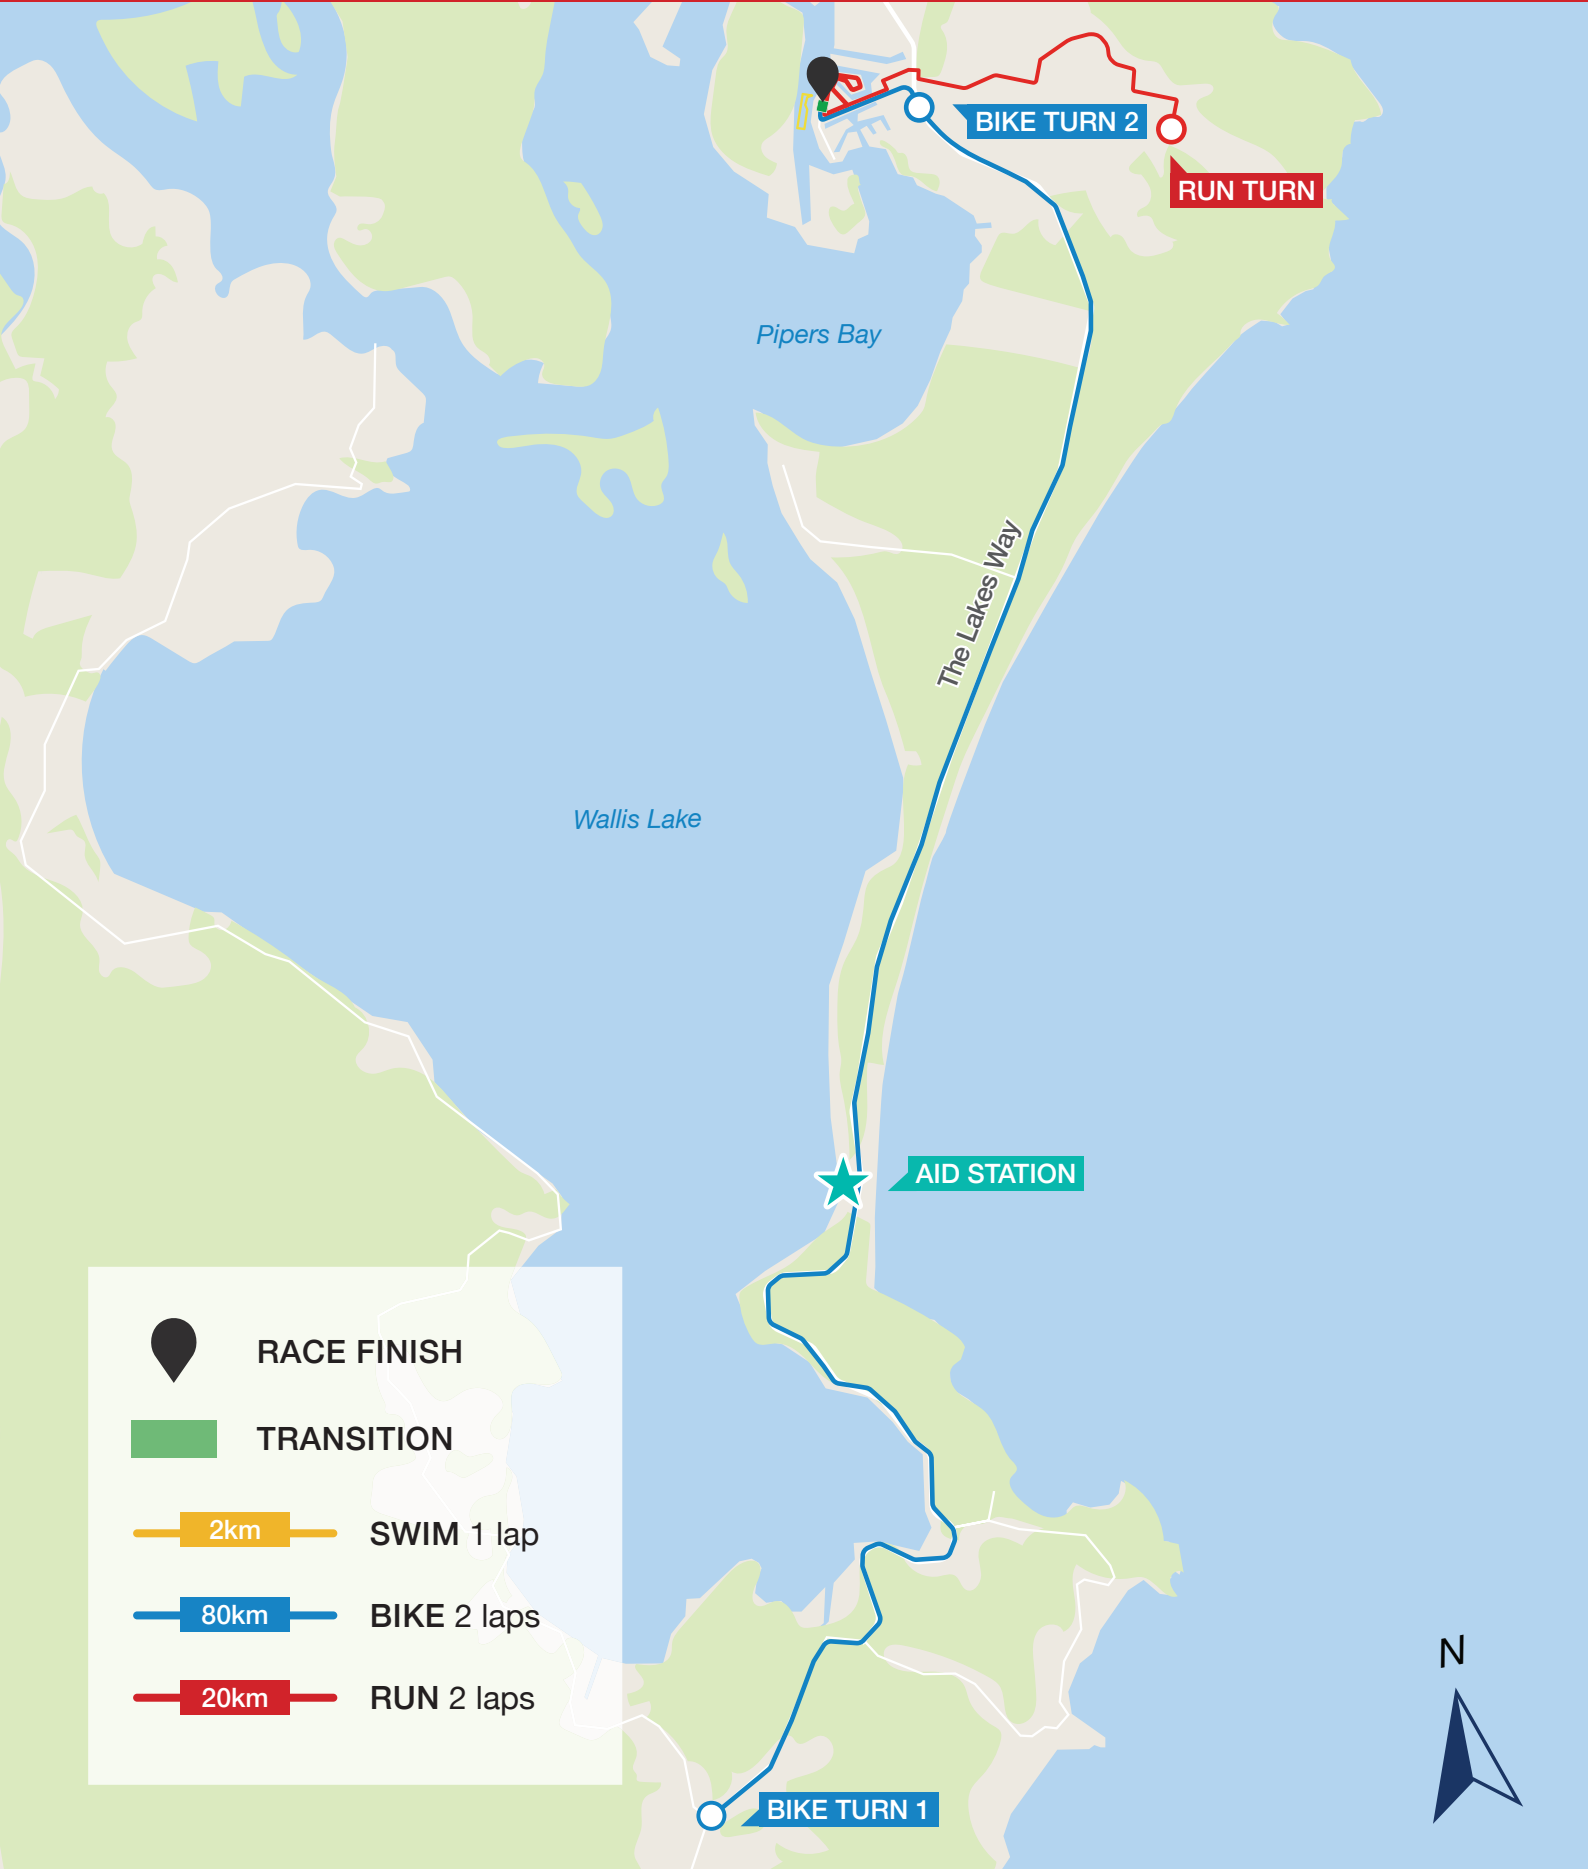 BIKE TURN 2
RUN TURN
Pipers Bay
The Lakes Way
Wallis Lake
AID STATION
RACE FINISH
TRANSITION
2km SWIM 1 lap
80km BIKE 2 laps
20km RUN 2 laps
N
BIKE TURN 1